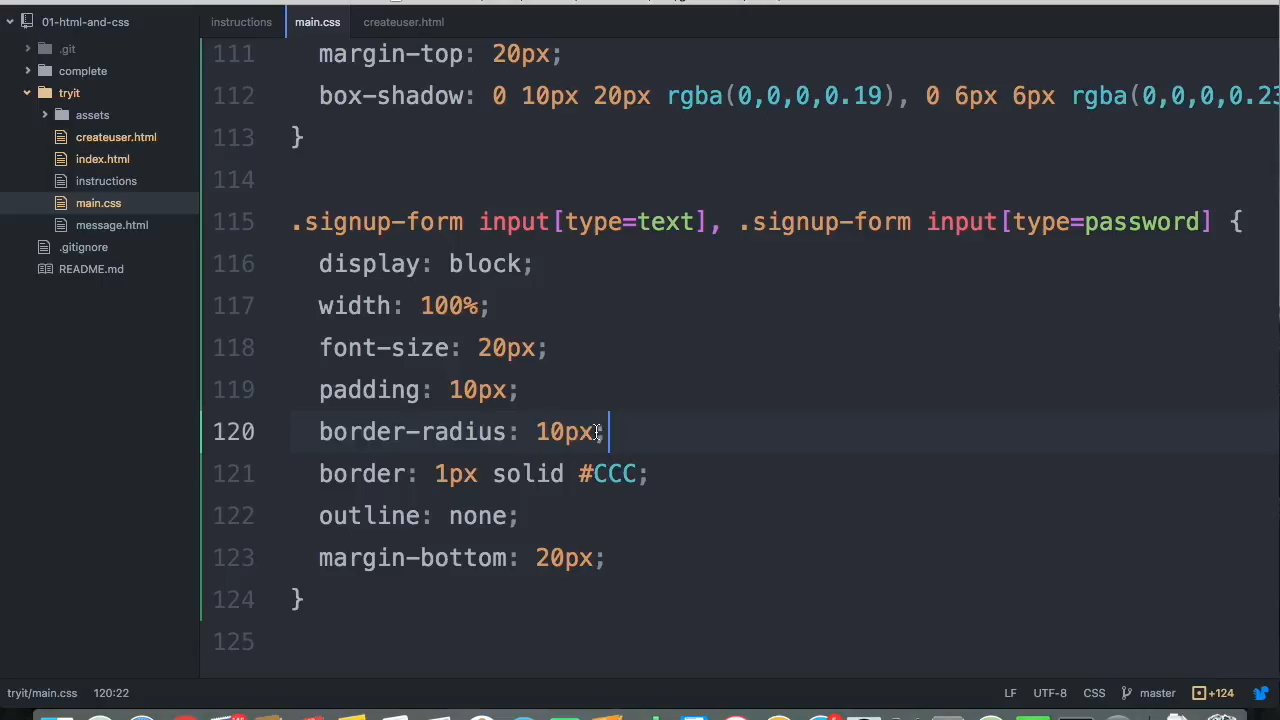 01-html-and-css
.git
complete
tryit
assets
createuser.html
index.html
instructions
main.css
message.html
.gitignore
README.md
instructions main.css createuser.html
111 margin-top: 20px;
112 box-shadow: 0 10px 20px rgba(0,0,0,0.19), 0 6px 6px rgba(0,0,0,0.23
113 }
114
115 .signup-form input[type=text], .signup-form input[type=password] {
116 display: block;
117 width: 100%;
118 font-size: 20px;
119 padding: 10px;
120 border-radius: 10px;
121 border: 1px solid #CCC;
122 outline: none;
123 margin-bottom: 20px;
124 }
125
tryit/main.css 120:22 LF UTF-8 CSS master +124